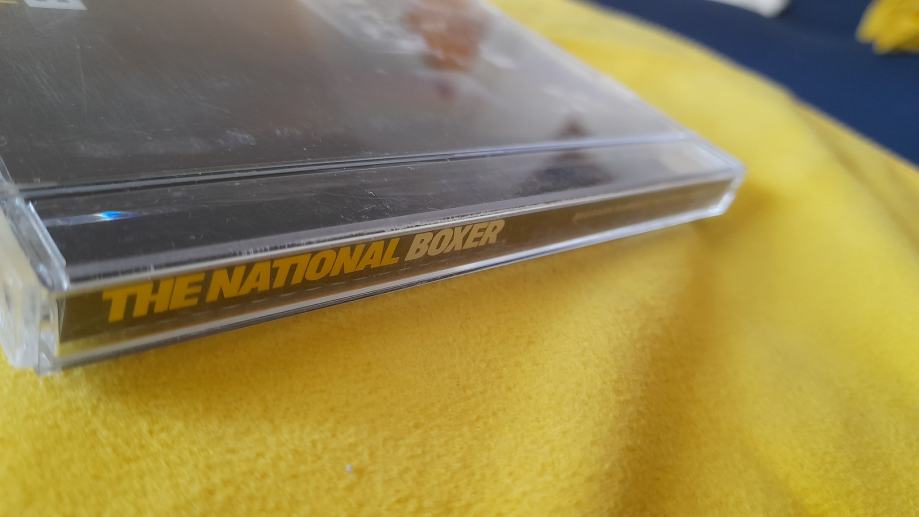 THE NATIONAL BOXER